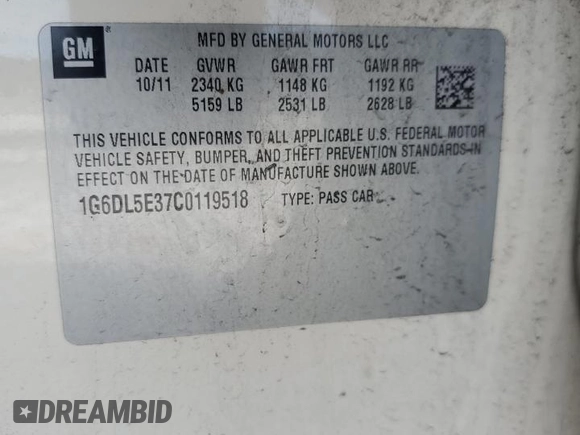 GM
MFD BY GENERAL MOTORS LLC
DATE GVWR GAWR FRT GAWR RR
10/11 2340 KG 1148 KG 1192 KG
5159 LB 2531 LB 2628 LB
THIS VEHICLE CONFORMS TO ALL APPLICABLE U.S. FEDERAL MOTOR
VEHICLE SAFETY, BUMPER, AND THEFT PREVENTION STANDARDS IN
EFFECT ON THE DATE OF MANUFACTURE SHOWN ABOVE.
1G6DL5E37C0119518 TYPE: PASS CAR
DREAMBID